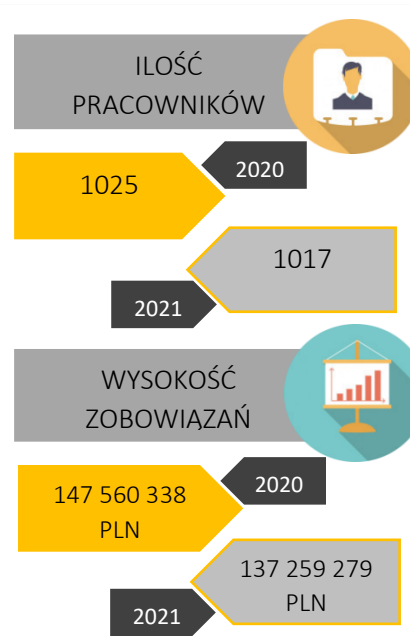 ILOŚĆ
PRACOWNIKÓW
2020
1025
1017
2021
WYSOKOŚĆ
ZOBOWIĄZAŃ
2020
147 560 338
PLN
137 259 279
PLN
2021